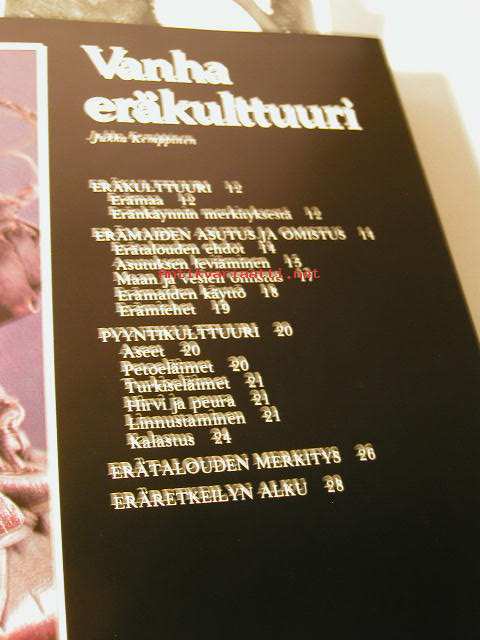 Vanha
eräkulttuuri
Jukka Kemppinen
ERÄKULTTUURI 12
Erämaa 12
Eränkäynnin merkityksestä 12
ERÄMAIDEN ASUTUS JA OMISTUS 14
Erätalouden ehdot 14
Asutuksen leviäminen 15
Maan ja vesien omistus 17
antikvariaatti.net
Erämaiden käyttö 18
Erämiehet 19
PYYNTIKULTTUURI 20
Aseet 20
Petoeläimet 20
Turkiseläimet 21
Hirvi ja peura 21
Linnustaminen 21
Kalastus 24
ERÄTALOUDEN MERKITYS 26
ERÄRETKEILYN ALKU 28